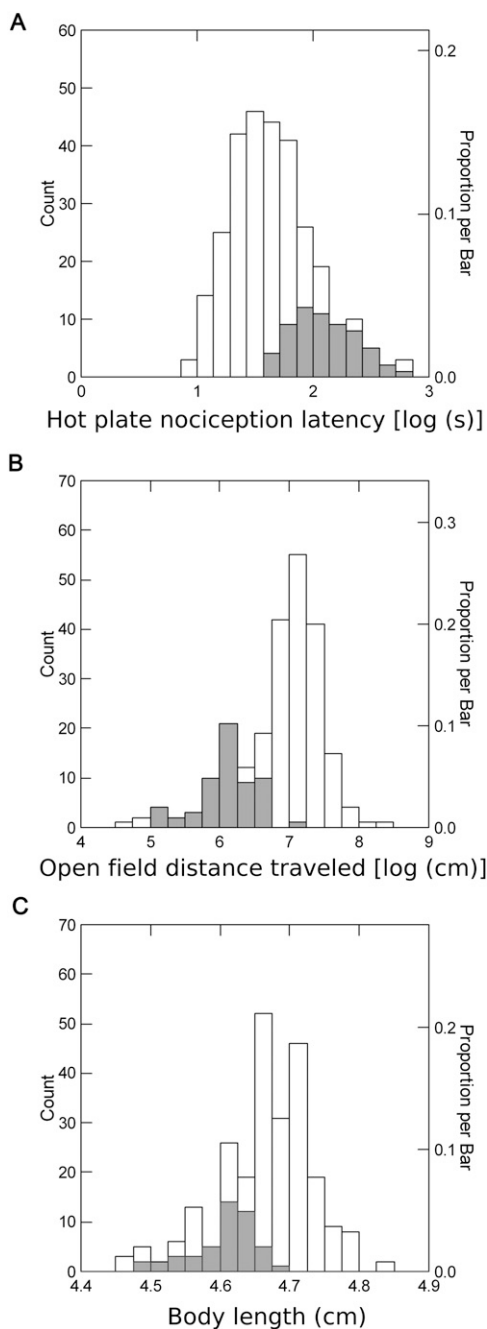 A
60
50
40
30
20
10
0
Count
0.2
0.1
0.0
Proportion per Bar
0 1 2 3
Hot plate nociception latency [log (s)]
B
70
60
50
40
30
20
10
0
Count
0.3
0.2
0.1
0.0
Proportion per Bar
4 5 6 7 8 9
Open field distance traveled [log (cm)]
C
70
60
50
40
30
20
10
0
Count
0.2
0.1
0.0
Proportion per Bar
4.4 4.5 4.6 4.7 4.8 4.9
Body length (cm)